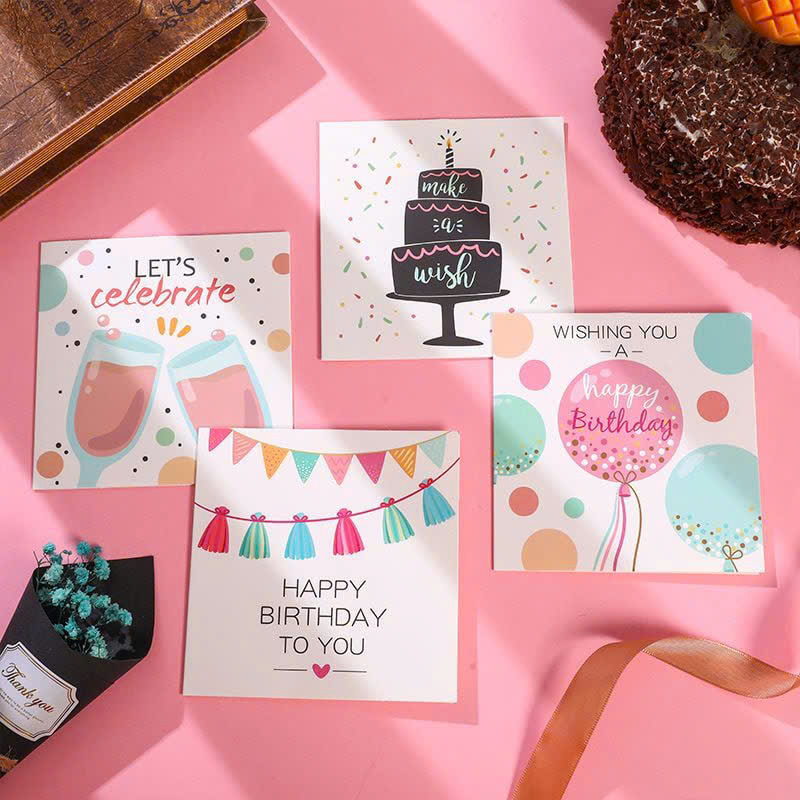 make
a
wish
LET'S
celebrate
WISHING YOU
-A-
happy
Birthday
HAPPY
BIRTHDAY
TO YOU
Thank you